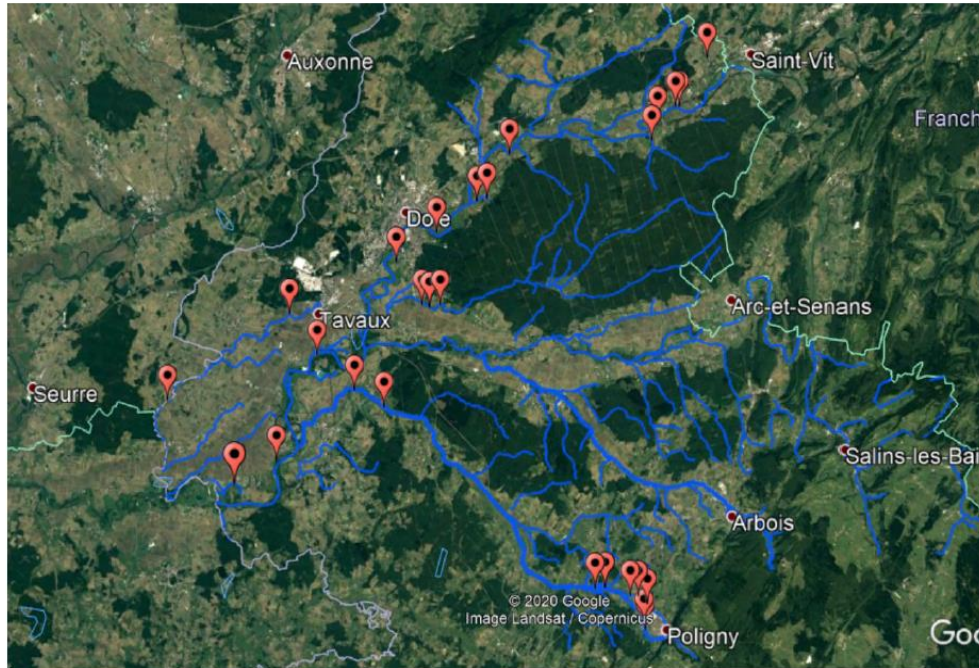 Auxonne
Saint-Vit
Franch
Dole
Arc-et-Senans
Tavaux
Seurre
Salins-les-Bai
Arbois
© 2020 Google
Image Landsat / Copernicus
Poligny
Goo